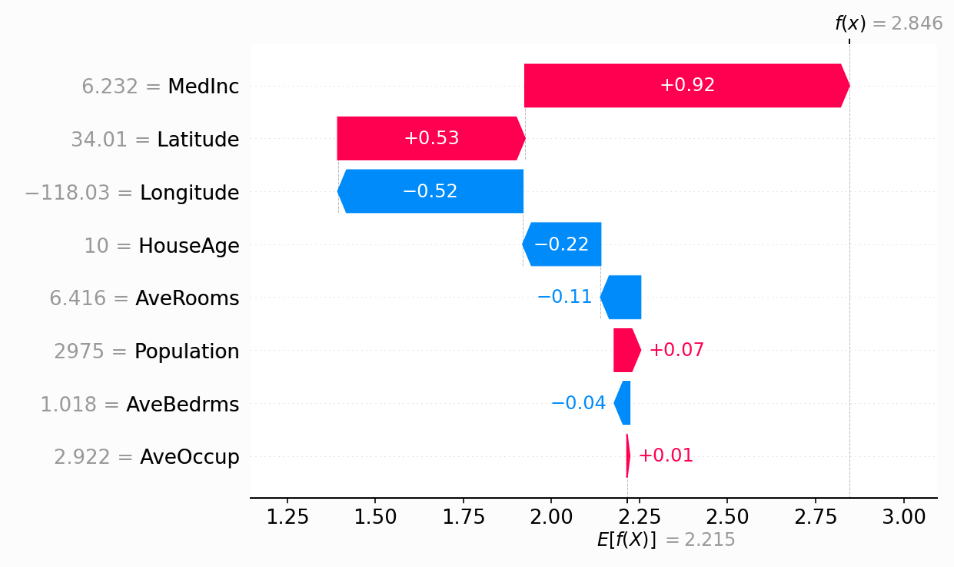 f(x) = 2.846
6.232 = MedInc
+0.92
34.01 = Latitude
+0.53
−118.03 = Longitude
−0.52
10 = HouseAge
−0.22
6.416 = AveRooms
−0.11
2975 = Population
+0.07
1.018 = AveBedrms
−0.04
2.922 = AveOccup
+0.01
1.25 1.50 1.75 2.00 2.25 2.50 2.75 3.00
E[f(X)] = 2.215